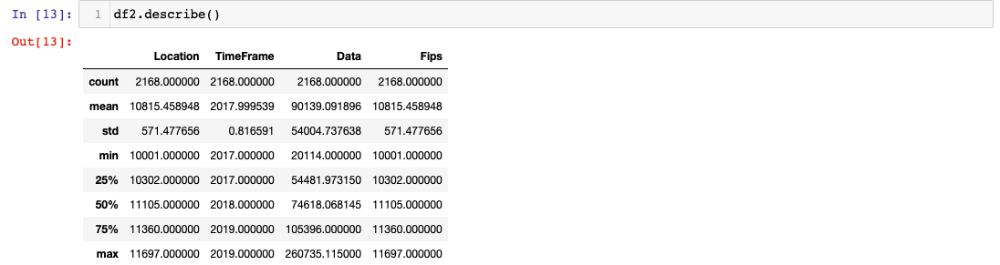 In [13]: 1 df2.describe()
Out[13]:
Location TimeFrame Data Fips
count 2168.000000 2168.000000 2168.000000 2168.000000
mean 10815.458948 2017.999539 90139.091896 10815.458948
std 571.477656 0.816591 54004.737638 571.477656
min 10001.000000 2017.000000 20114.000000 10001.000000
25% 10302.000000 2017.000000 54481.973150 10302.000000
50% 11105.000000 2018.000000 74618.068145 11105.000000
75% 11360.000000 2019.000000 105396.000000 11360.000000
max 11697.000000 2019.000000 260735.115000 11697.000000